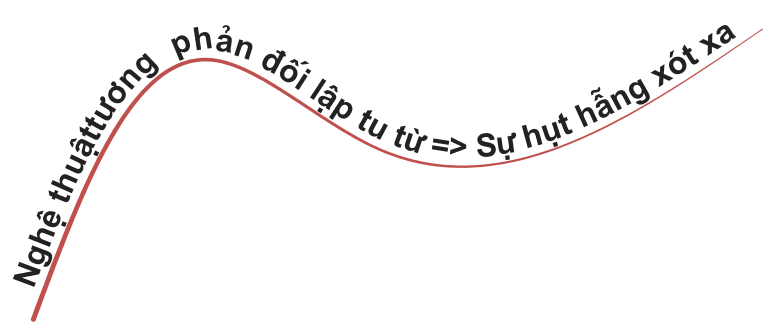 Nghệ thuậttương phản đối lập tu từ => Sự hụt hẫng xót xa